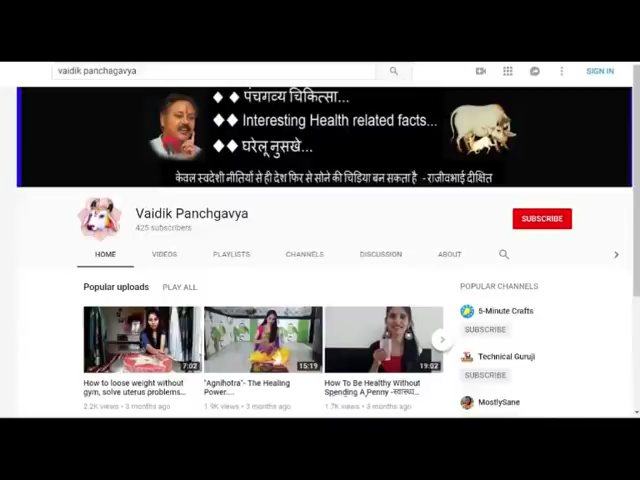 vaidik panchagavya
SIGN IN
पंचगव्य चिकित्सा...
Interesting Health related facts...
घरेलू नुसखे...
केवल स्वदेशी नीतियों से ही देश फिर से सोने की चिडिया बन सकता है - राजीवभाई दीक्षित
Vaidik Panchgavya
425 subscribers
SUBSCRIBE
HOME VIDEOS PLAYLISTS CHANNELS DISCUSSION ABOUT
Popular uploads PLAY ALL
7:02
15:19
19:02
How to loose weight without
gym, solve uterus problems...
2.2K views • 3 months ago
"Agnihotra"- The Healing
Power....
1.9K views • 3 months ago
How To Be Healthy Without
Spending A Penny -स्वास्थ्य...
1.7K views • 3 months ago
POPULAR CHANNELS
5-Minute Crafts
SUBSCRIBE
Technical Guruji
SUBSCRIBE
MostlySane